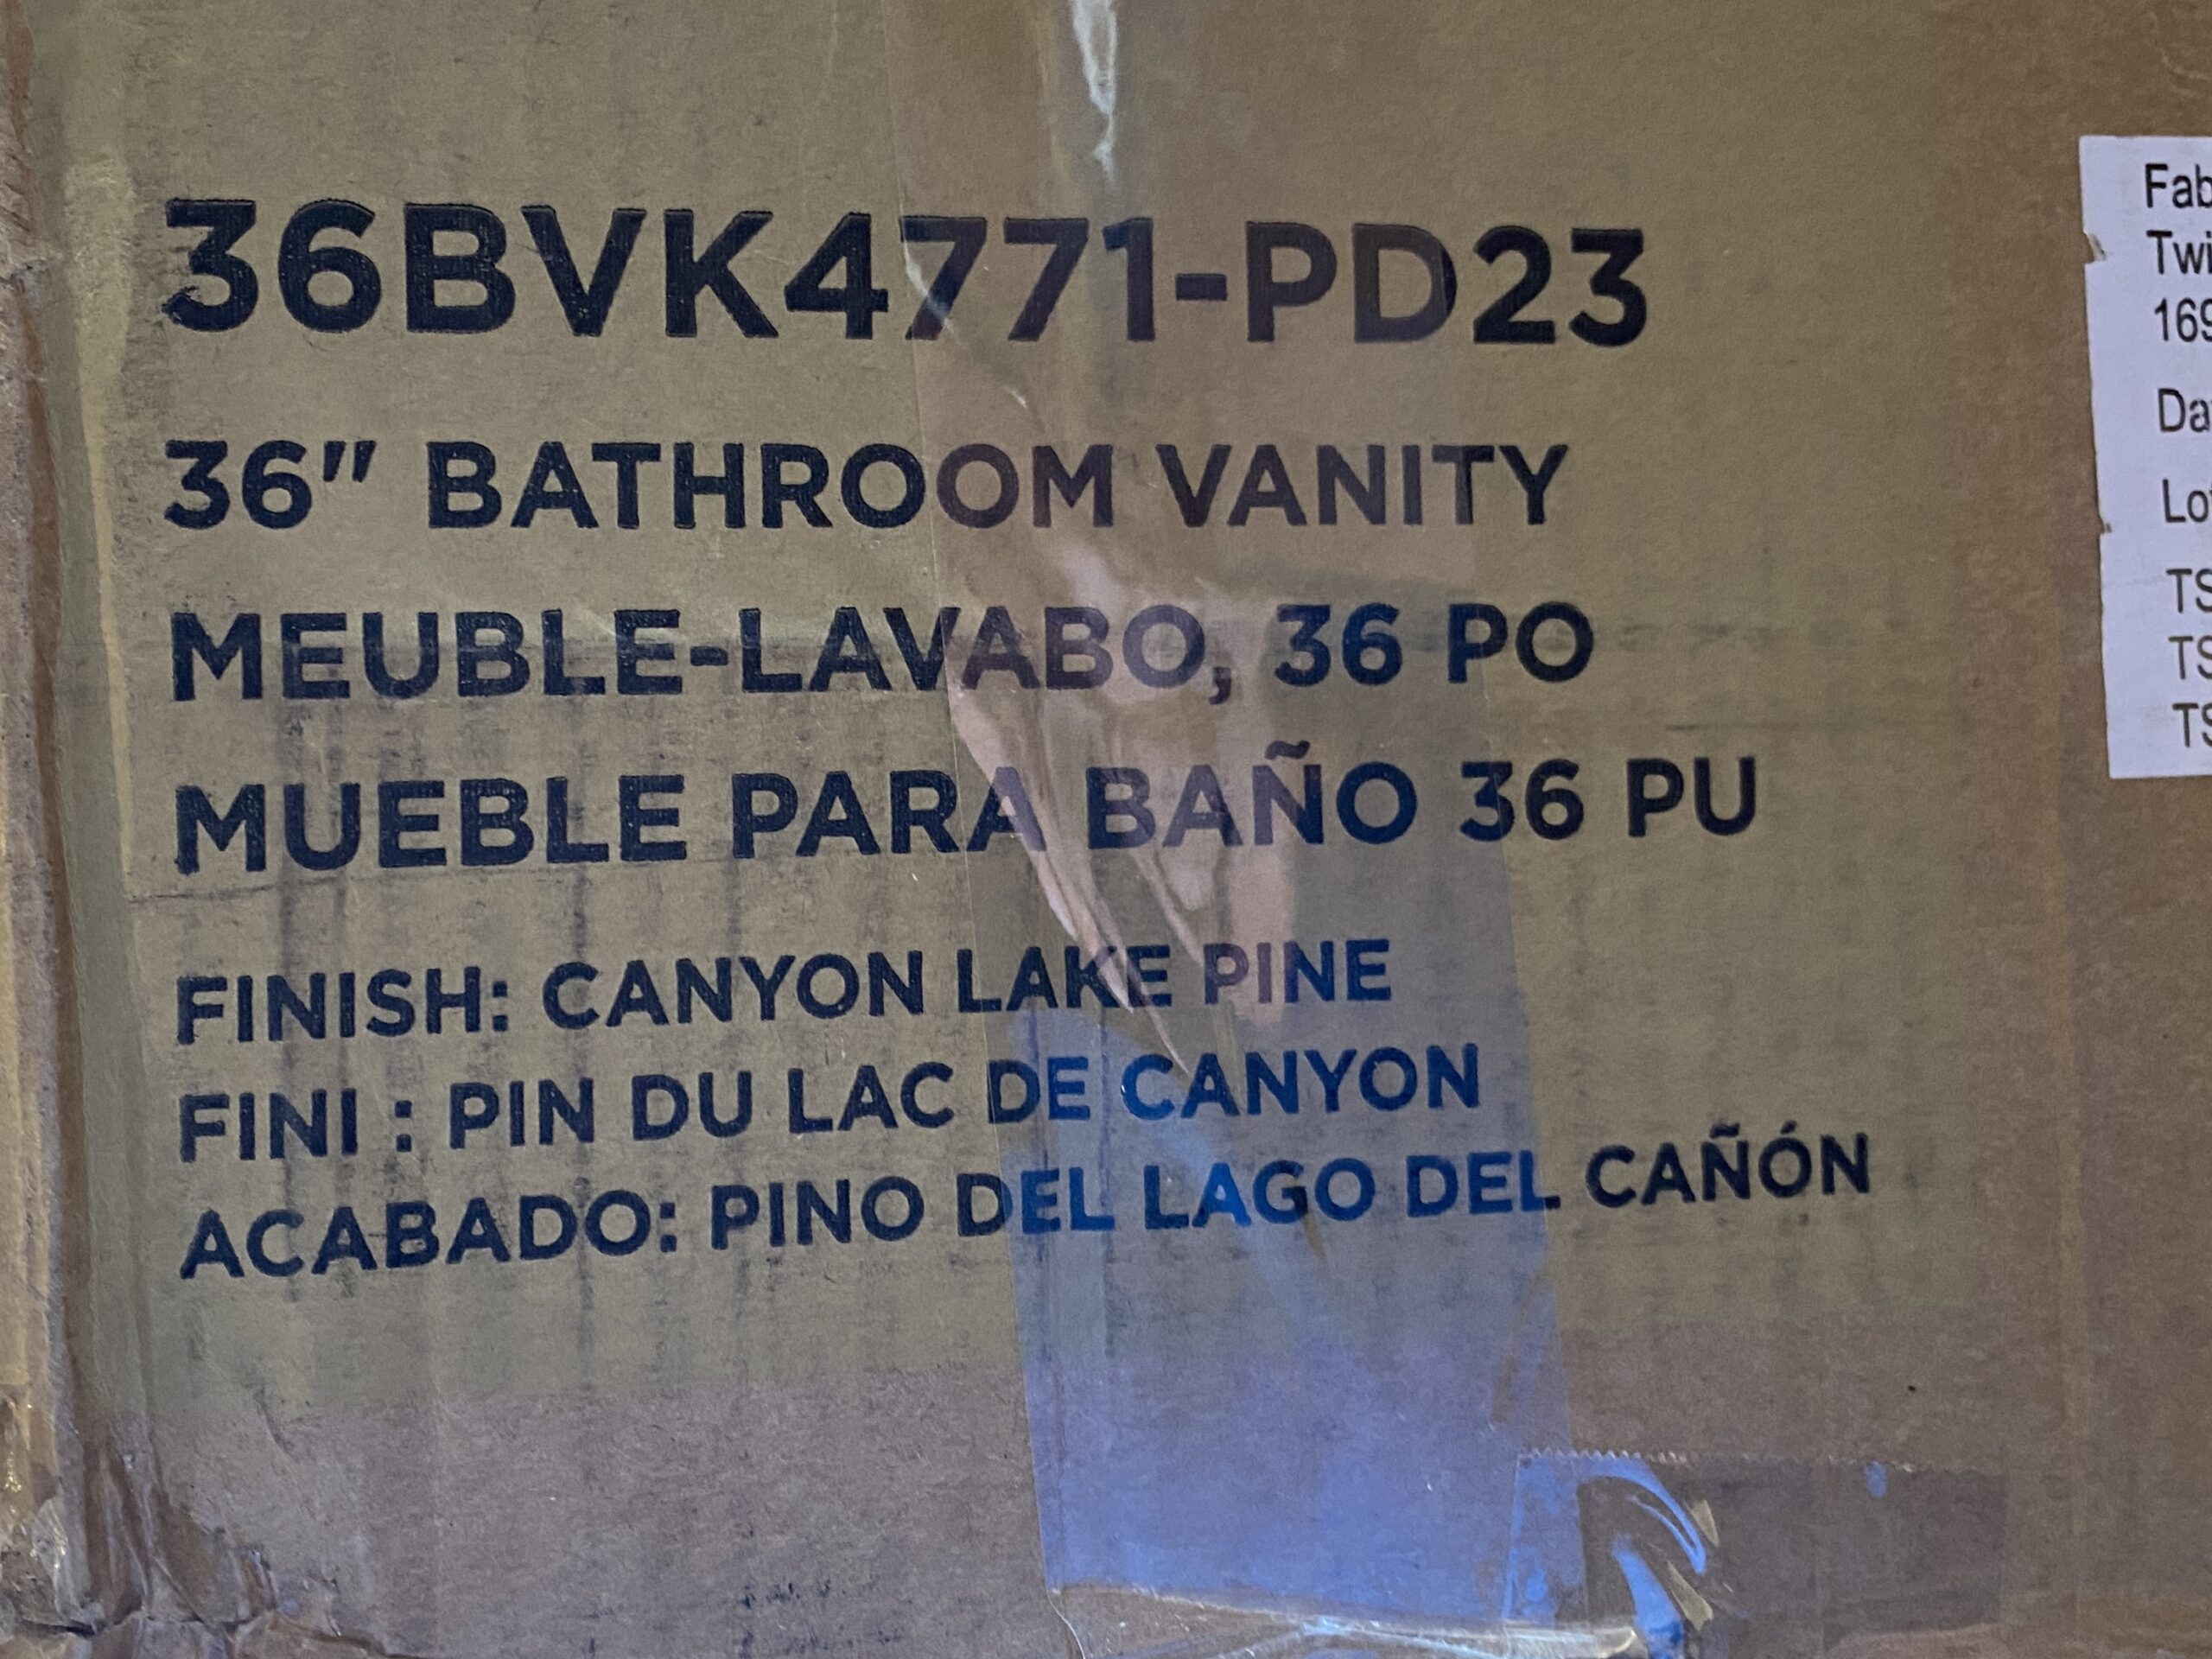 36BVK4771-PD23
36" BATHROOM VANITY
MEUBLE-LAVABO, 36 PO
MUEBLE PARA BAÑO 36 PU
FINISH: CANYON LAKE PINE
FINI : PIN DU LAC DE CANYON
ACABADO: PINO DEL LAGO DEL CAÑÓN